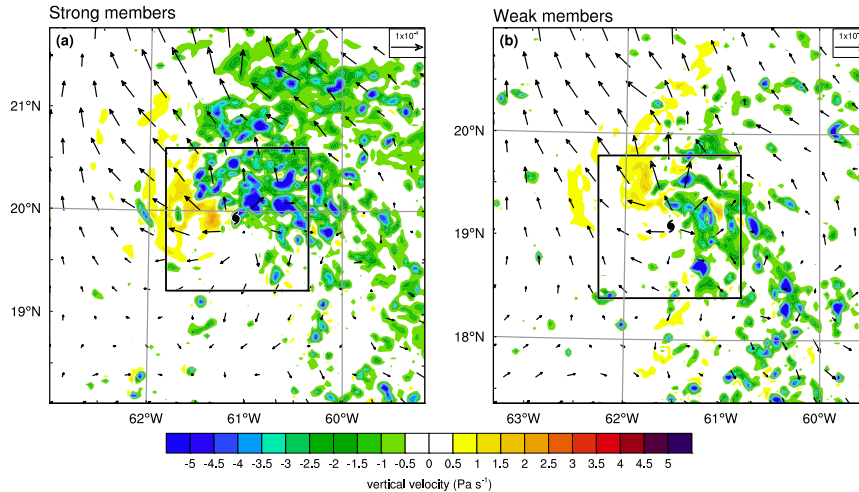 Strong members
Weak members
(a)
1x10⁻⁴
(b)
1x10⁻
21°N
20°N
19°N
20°N
19°N
18°N
62°W 61°W 60°W
63°W 62°W 61°W 60°W
-5 -4.5 -4 -3.5 -3 -2.5 -2 -1.5 -1 -0.5 0 0.5 1 1.5 2 2.5 3 3.5 4 4.5 5
vertical velocity (Pa s⁻¹)